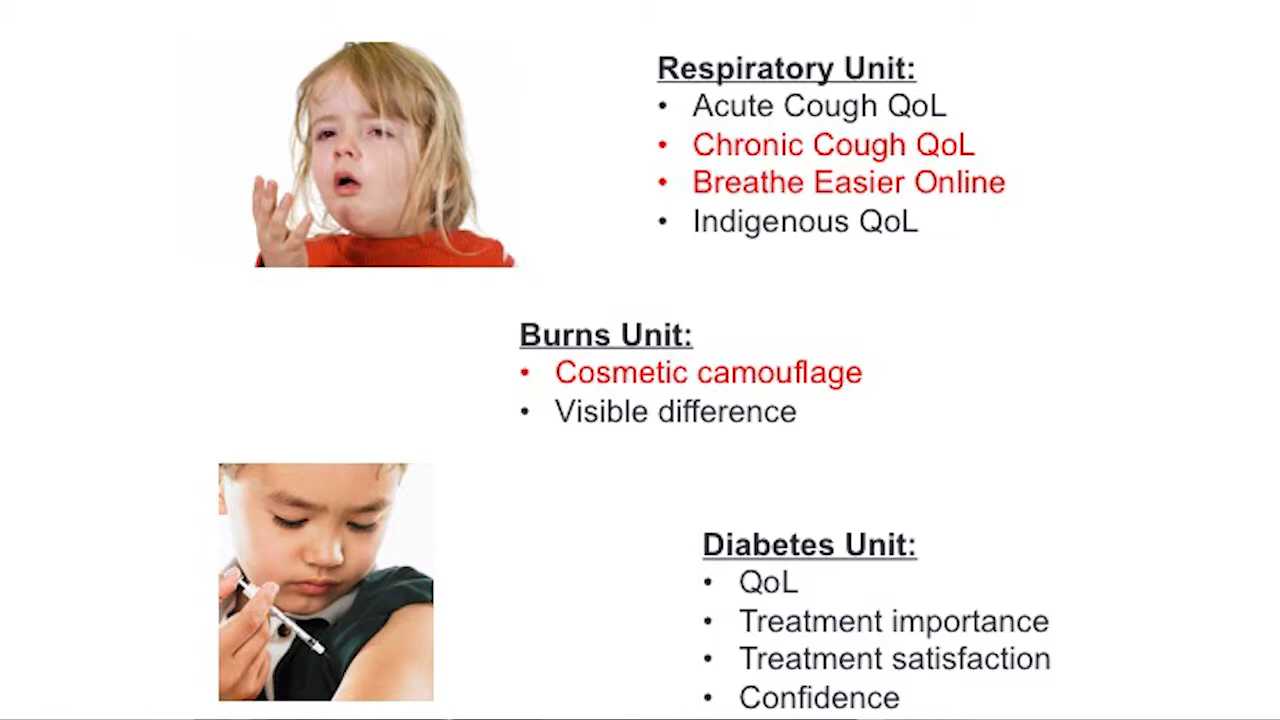 Respiratory Unit:
• Acute Cough QoL
• Chronic Cough QoL
• Breathe Easier Online
• Indigenous QoL
Burns Unit:
• Cosmetic camouflage
• Visible difference
Diabetes Unit:
• QoL
• Treatment importance
• Treatment satisfaction
• Confidence